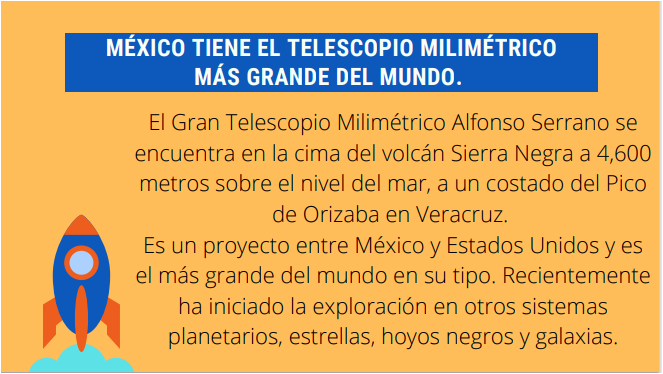 MÉXICO TIENE EL TELESCOPIO MILIMÉTRICO
MÁS GRANDE DEL MUNDO.
El Gran Telescopio Milimétrico Alfonso Serrano se
encuentra en la cima del volcán Sierra Negra a 4,600
metros sobre el nivel del mar, a un costado del Pico
de Orizaba en Veracruz.
Es un proyecto entre México y Estados Unidos y es
el más grande del mundo en su tipo. Recientemente
ha iniciado la exploración en otros sistemas
planetarios, estrellas, hoyos negros y galaxias.